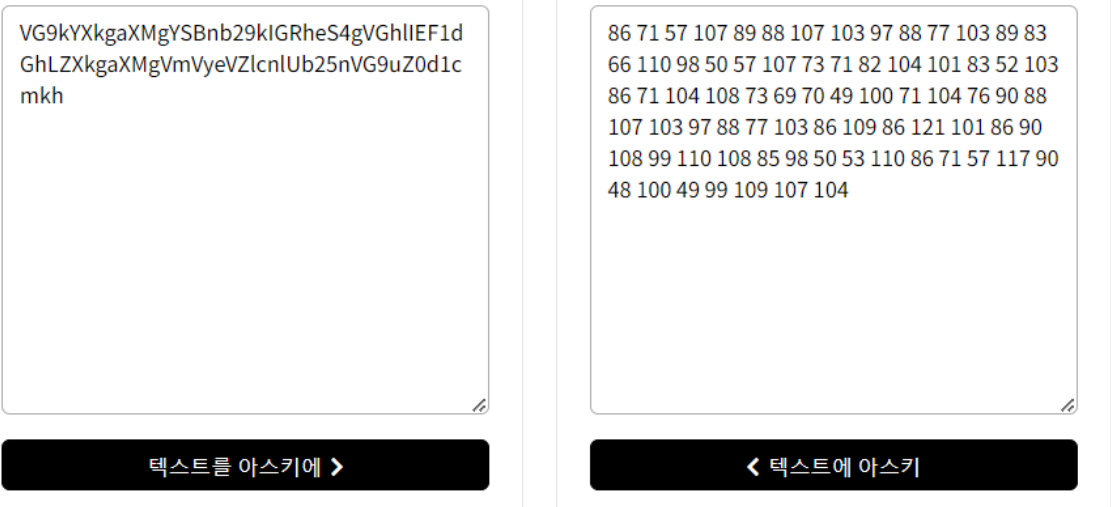 VG9kYXkgaXMgYSBnb29kIGRheS4gVGhlIEF1d
GhLZXkgaXMgVmVyeVZlcnlUb25nVG9uZ0d1c
mkh
텍스트를 아스키에
86 71 57 107 89 88 107 103 97 88 77 103 89 83
66 110 98 50 57 107 73 71 82 104 101 83 52 103
86 71 104 108 73 69 70 49 100 71 104 76 90 88
107 103 97 88 77 103 86 109 86 121 101 86 90
108 99 110 108 85 98 50 53 110 86 71 57 117 90
48 100 49 99 109 107 104
텍스트에 아스키